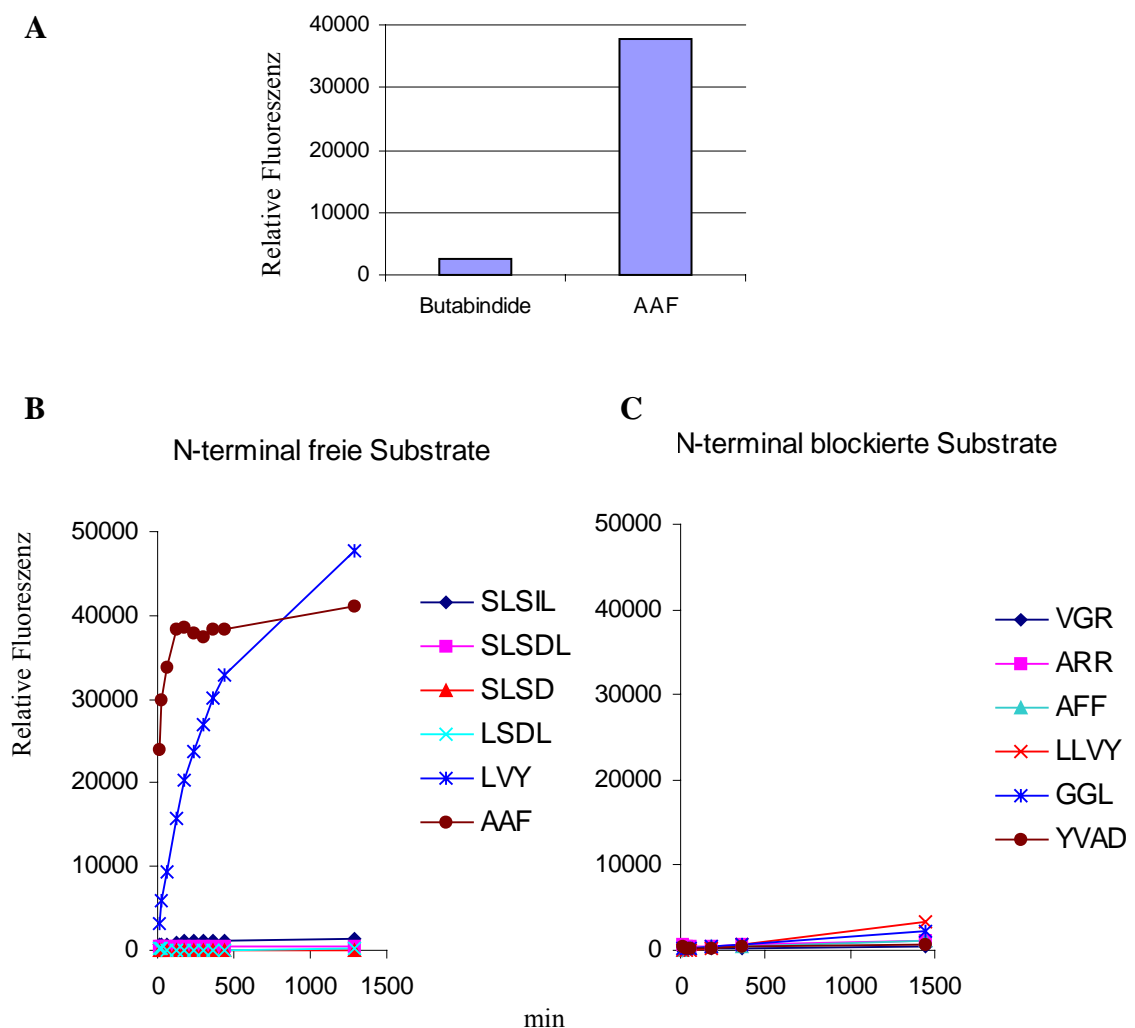 A
Relative Fluoreszenz
40000
30000
20000
10000
0
Butabindide
AAF
B
N-terminal freie Substrate
Relative Fluoreszenz
50000
40000
30000
20000
10000
0
0
500
1000
1500
SLSIL
SLSDL
SLSD
LSDL
LVY
AAF
min
C
N-terminal blockierte Substrate
50000
40000
30000
20000
10000
0
0
500
1000
1500
VGR
ARR
AFF
LLVY
GGL
YVAD